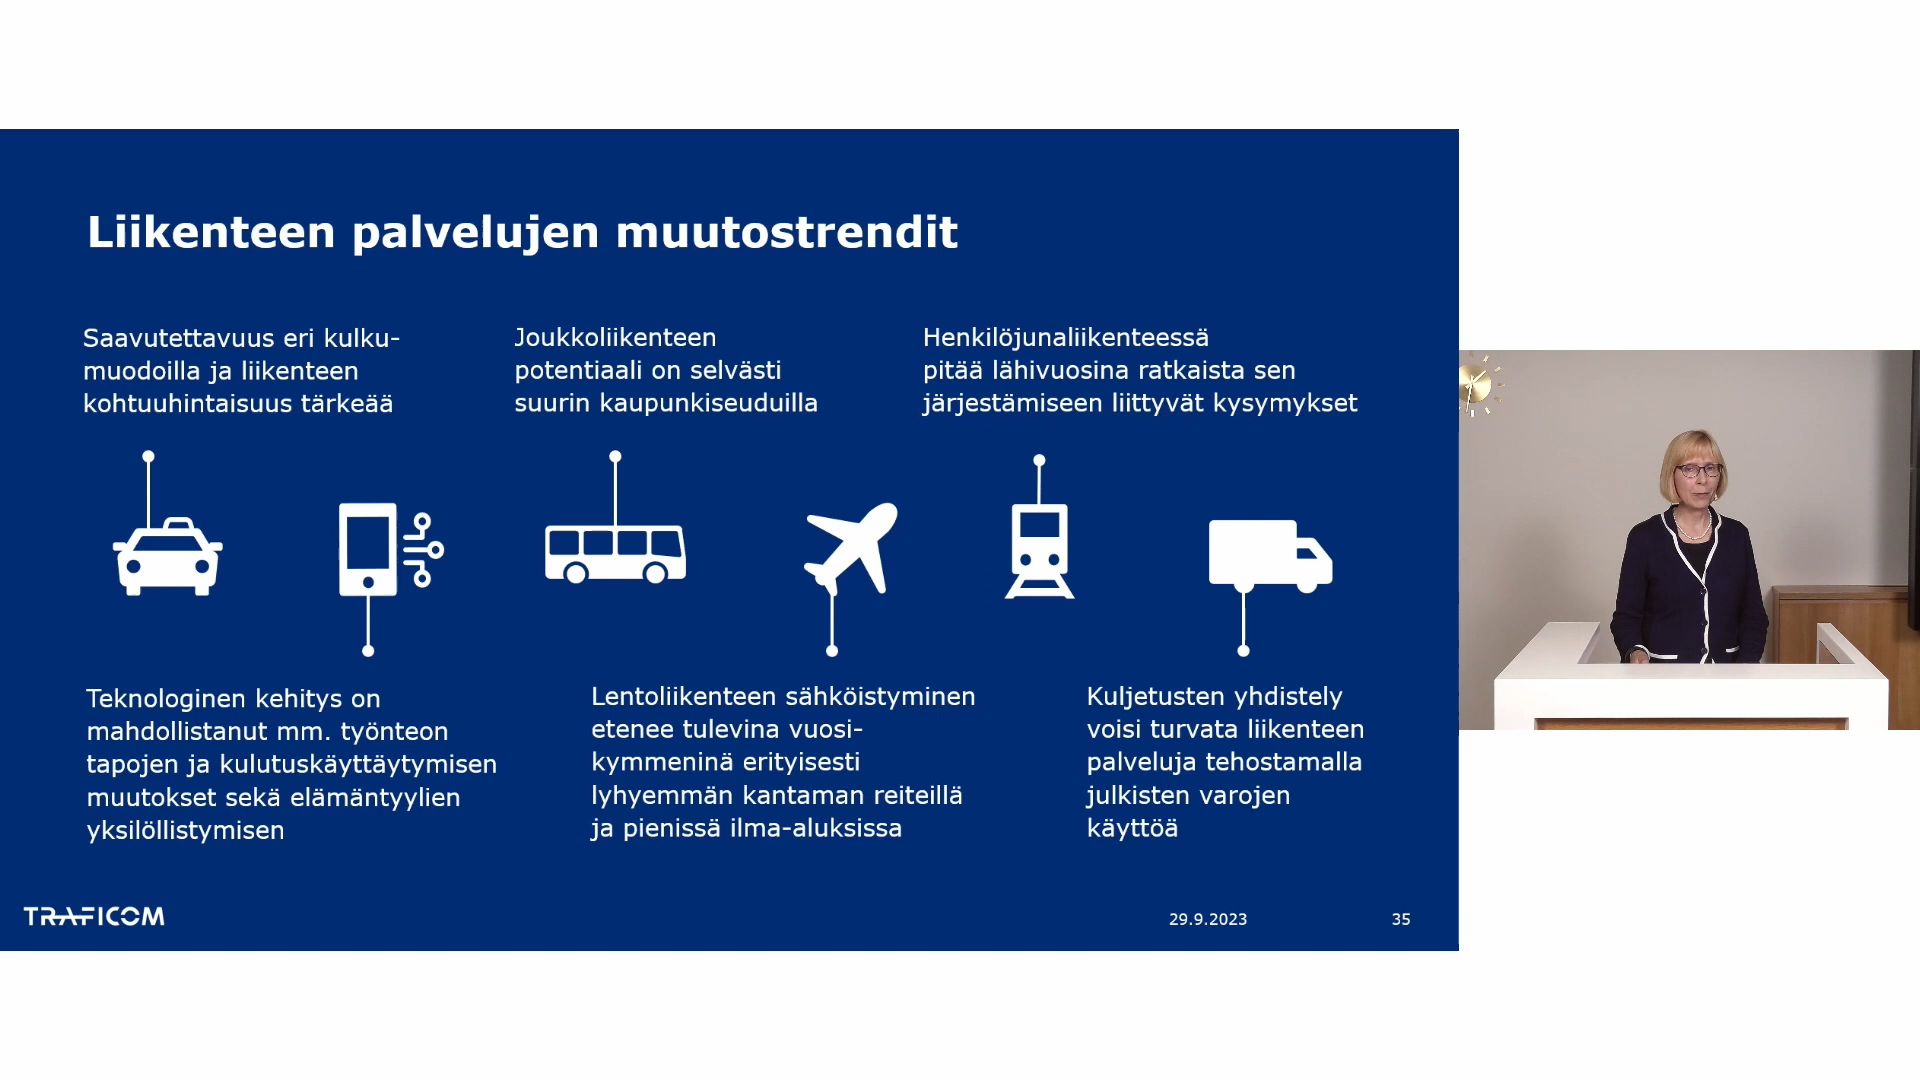 Liikenteen palvelujen muutostrendit
Saavutettavuus eri kulku-
muodoilla ja liikenteen
kohtuuhintaisuus tärkeää
Joukkoliikenteen
potentiaali on selvästi
suurin kaupunkiseuduilla
Henkilöjunaliikenteessä
pitää lähivuosina ratkaista sen
järjestämiseen liittyvät kysymykset
Teknologinen kehitys on
mahdollistanut mm. työnteon
tapojen ja kulutuskäyttäytymisen
muutokset sekä elämäntyylien
yksilöllistymisen
Lentoliikenteen sähköistyminen
etenee tulevina vuosi-
kymmeninä erityisesti
lyhyemmän kantaman reiteillä
ja pienissä ilma-aluksissa
Kuljetusten yhdistely
voisi turvata liikenteen
palveluja tehostamalla
julkisten varojen
käyttöä
TRAFICOM
29.9.2023
35